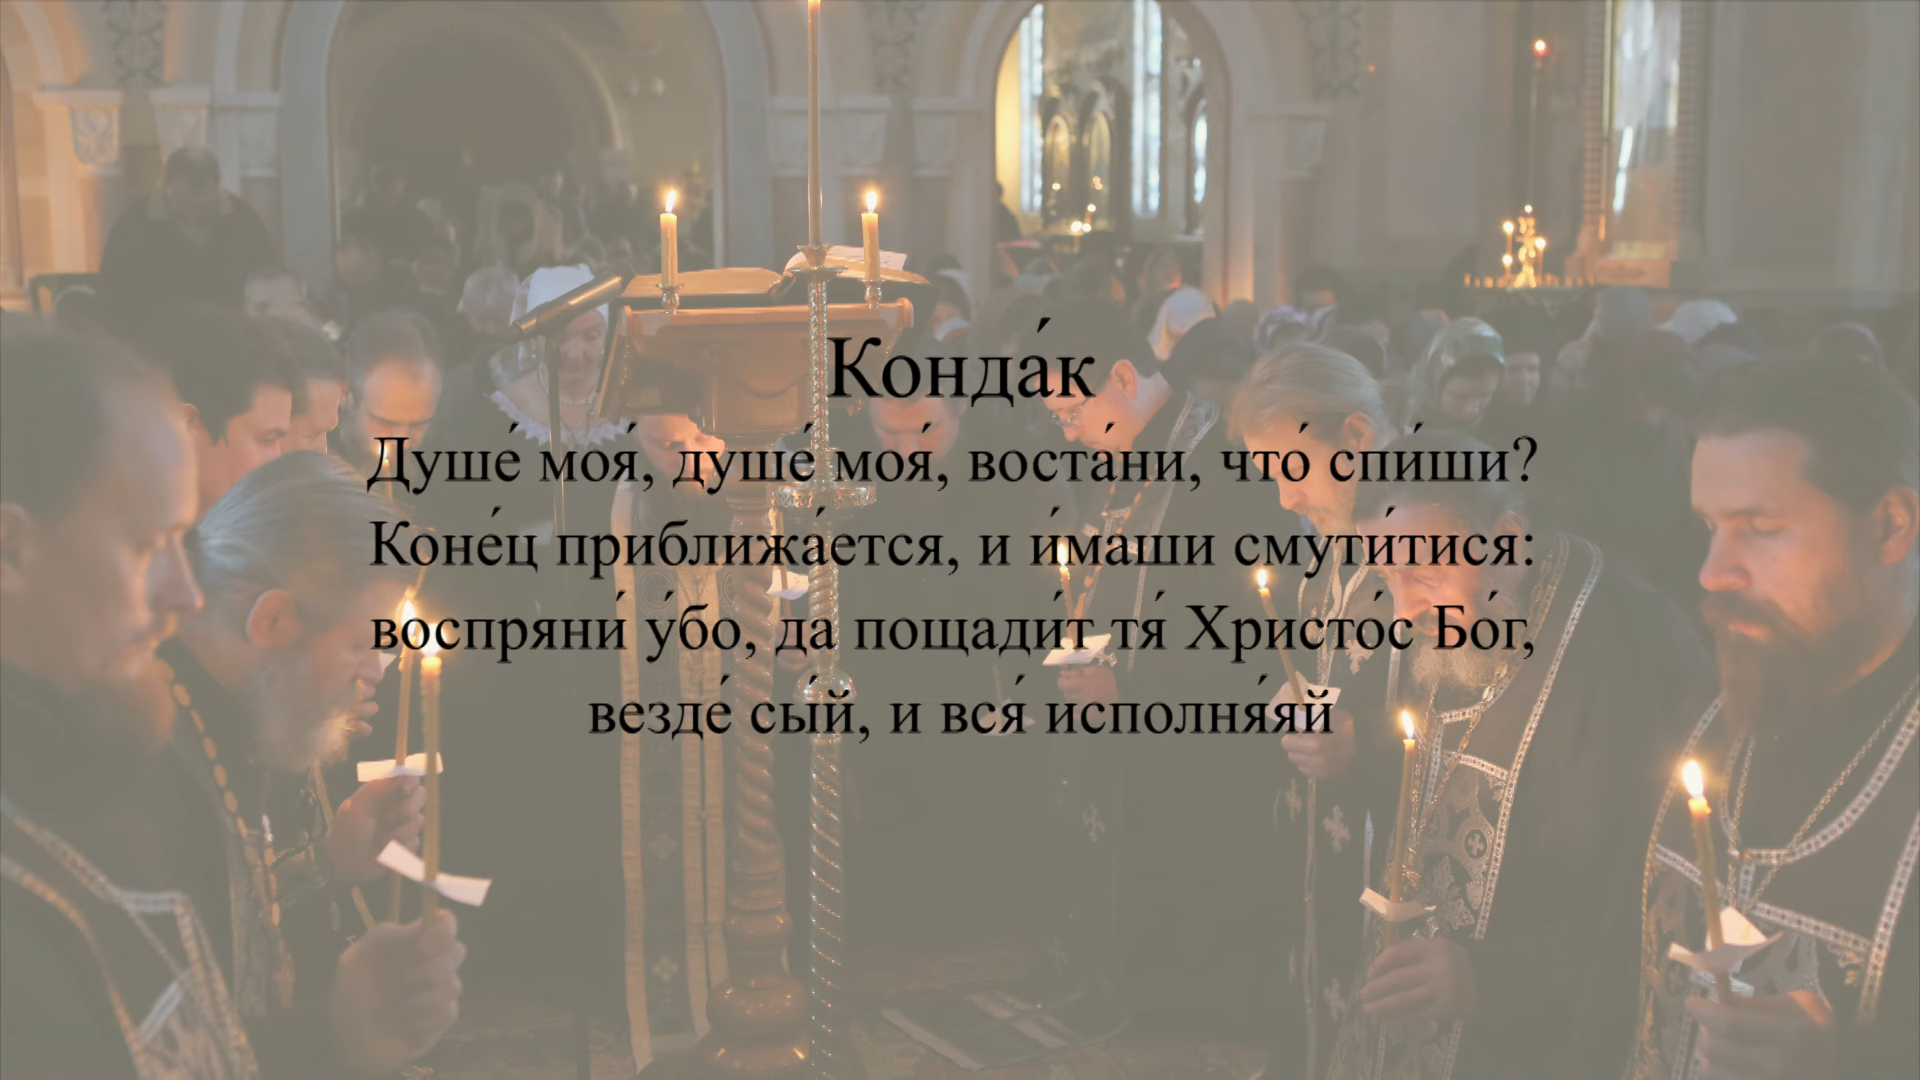 Конда́к
Душе́ моя́, душе́ моя́, воста́ни, что́ спи́ши?
Коне́ц приближа́ется, и и́маши смути́тися:
воспряни́ у́бо, да пощади́т тя́ Христо́с Бо́г,
везде́ сы́й, и вся́ исполня́яй